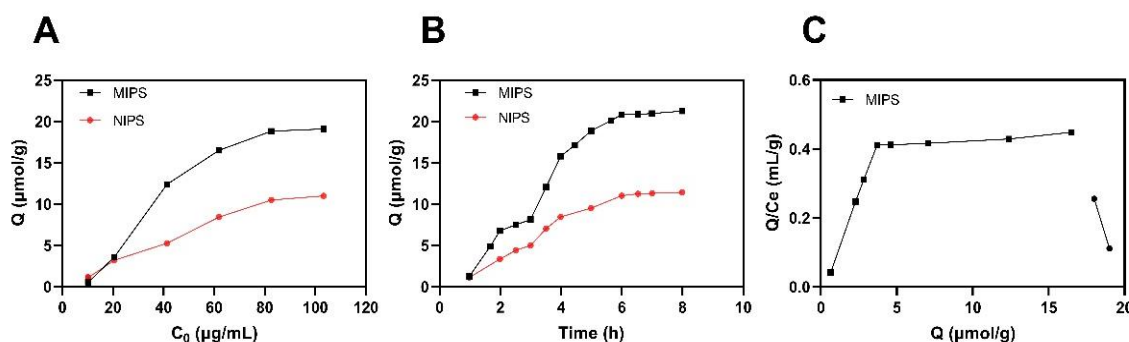 A
25
20
15
10
5
0
Q (μmol/g)
MIPS
NIPS
0 20 40 60 80 100 120
C₀ (μg/mL)
B
25
20
15
10
5
0
Q (μmol/g)
MIPS
NIPS
0 2 4 6 8 10
Time (h)
C
0.6
0.4
0.2
0.0
Q/Ce (mL/g)
MIPS
0 5 10 15 20
Q (μmol/g)